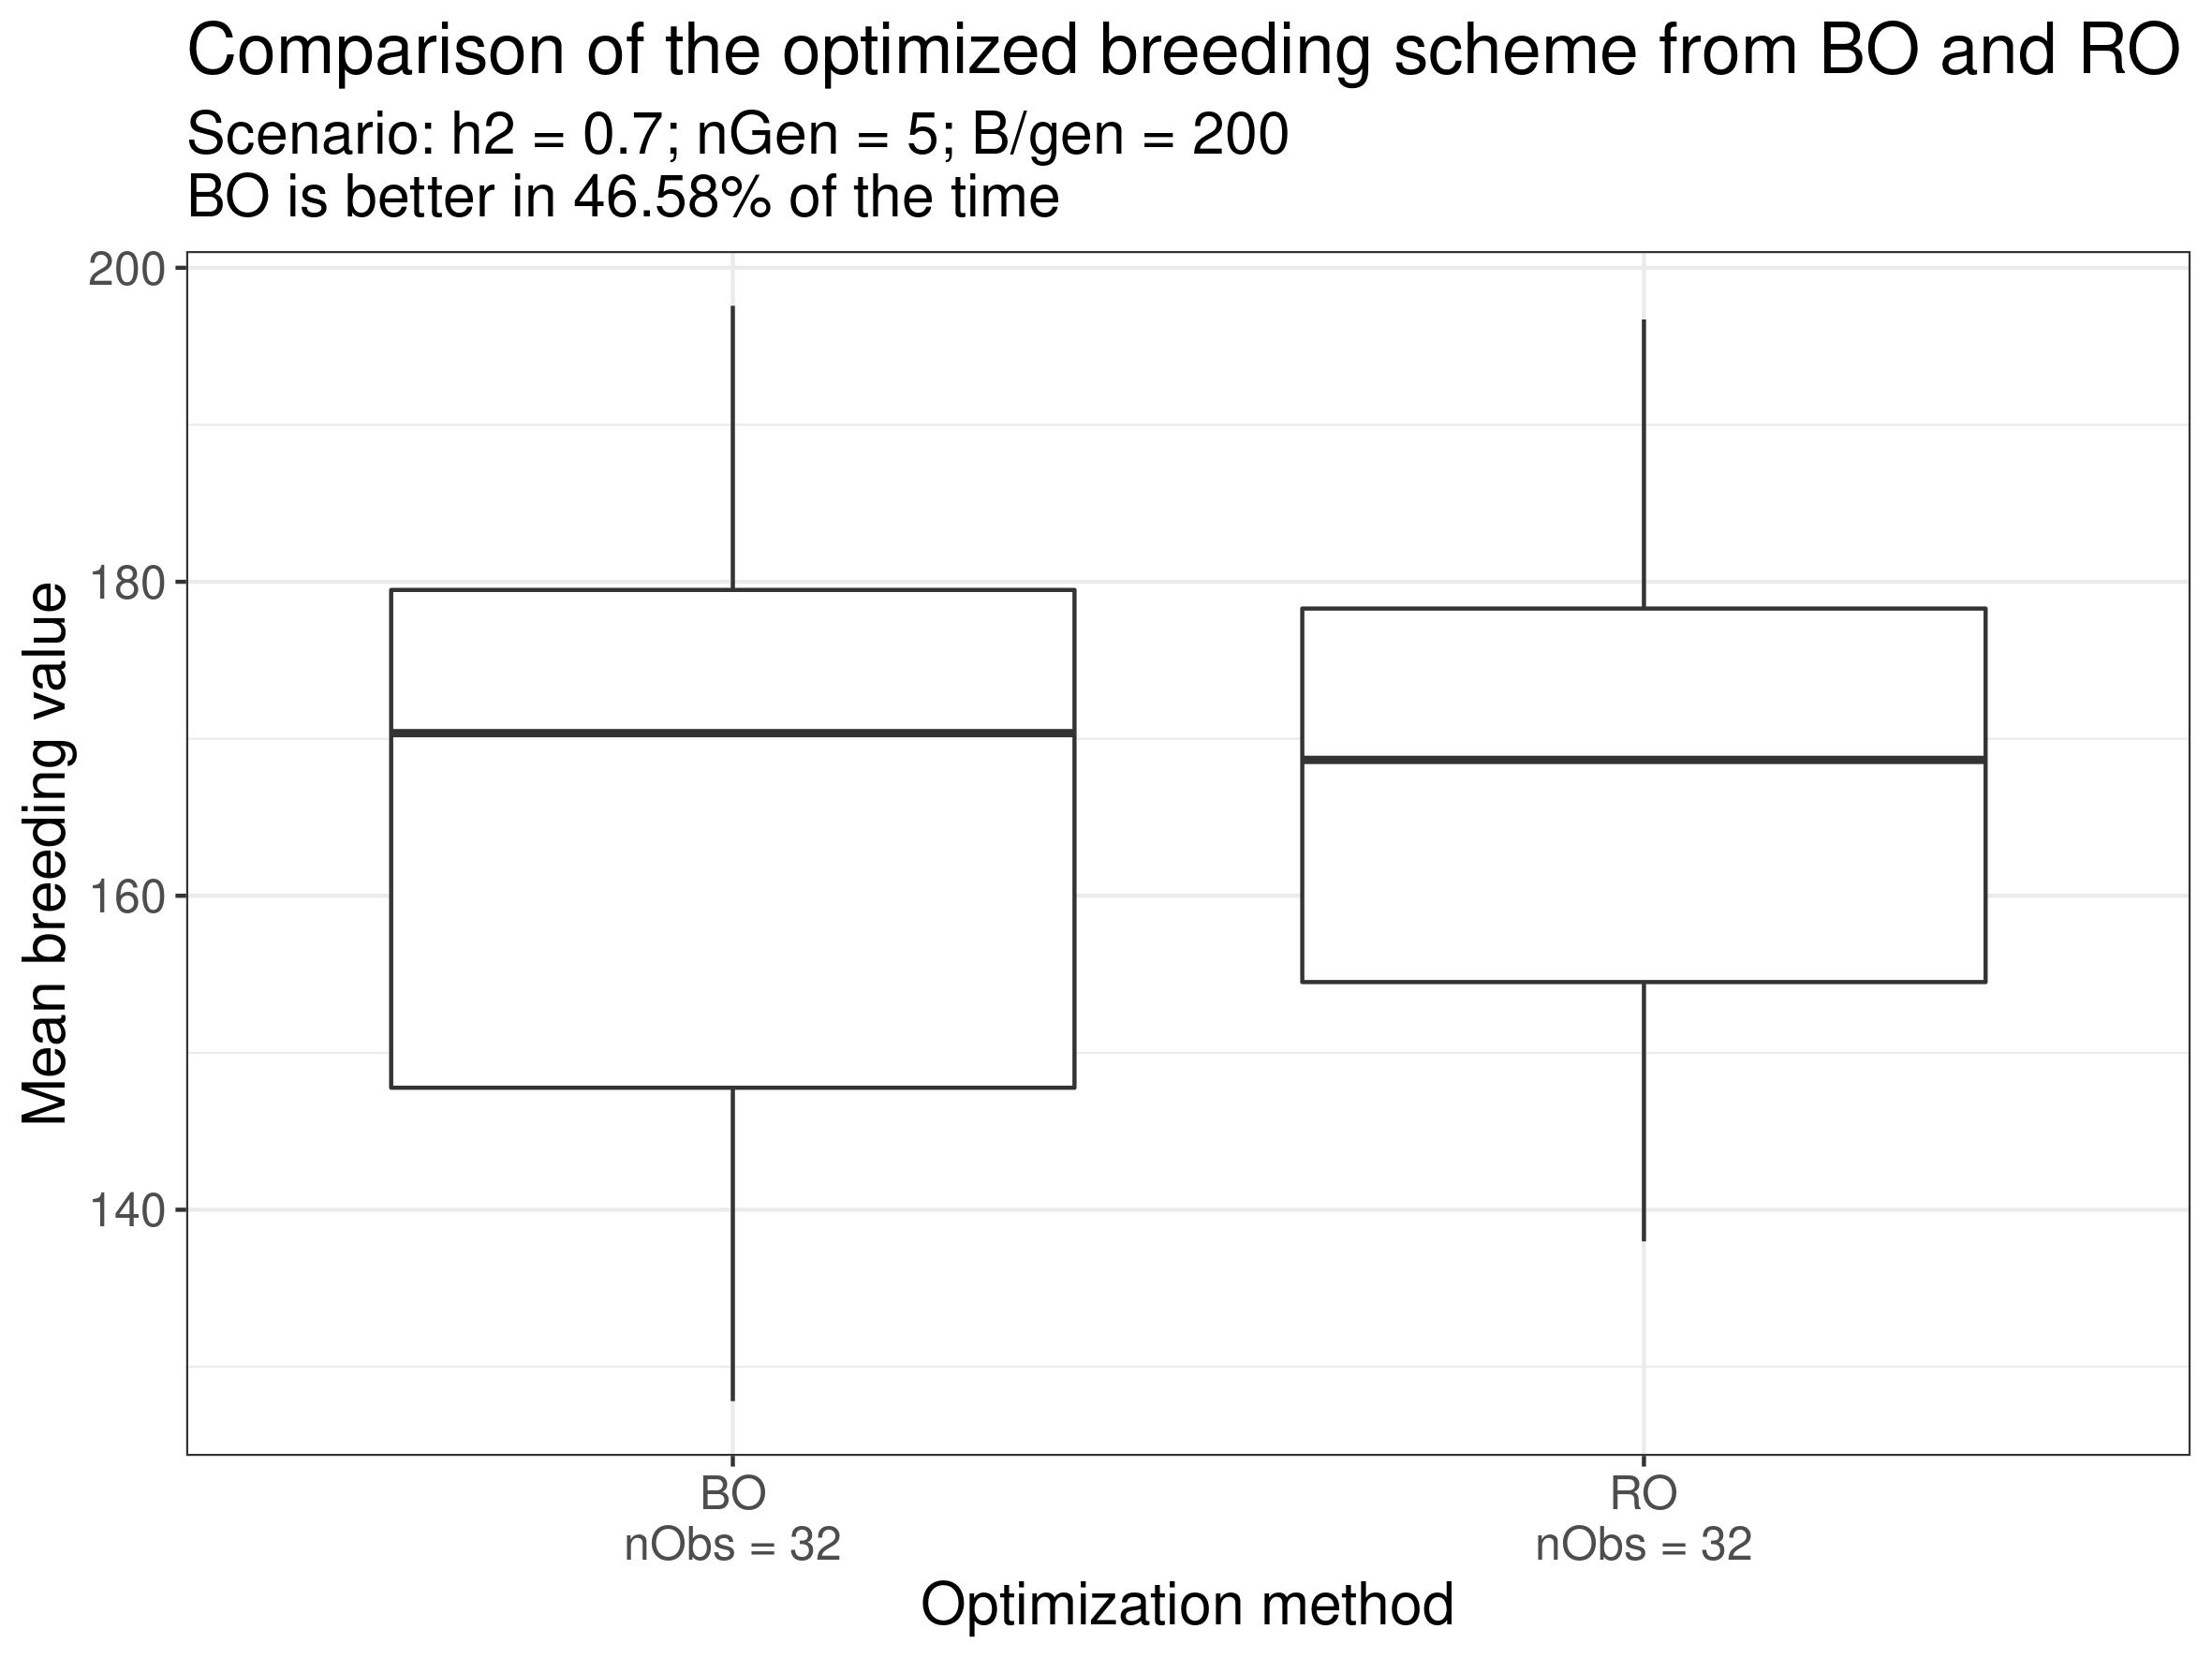 Comparison of the optimized breeding scheme from BO and RO
Scenario: h2 = 0.7; nGen = 5; B/gen = 200
BO is better in 46.58% of the time
Mean breeding value
200
180
160
140
BO
nObs = 32
RO
nObs = 32
Optimization method